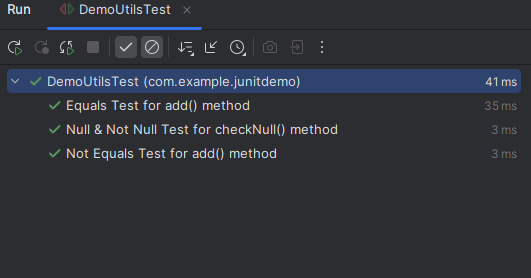 Run DemoUtilsTest
DemoUtilsTest (com.example.junitdemo) 41 ms
Equals Test for add() method 35 ms
Null & Not Null Test for checkNull() method 3 ms
Not Equals Test for add() method 3 ms